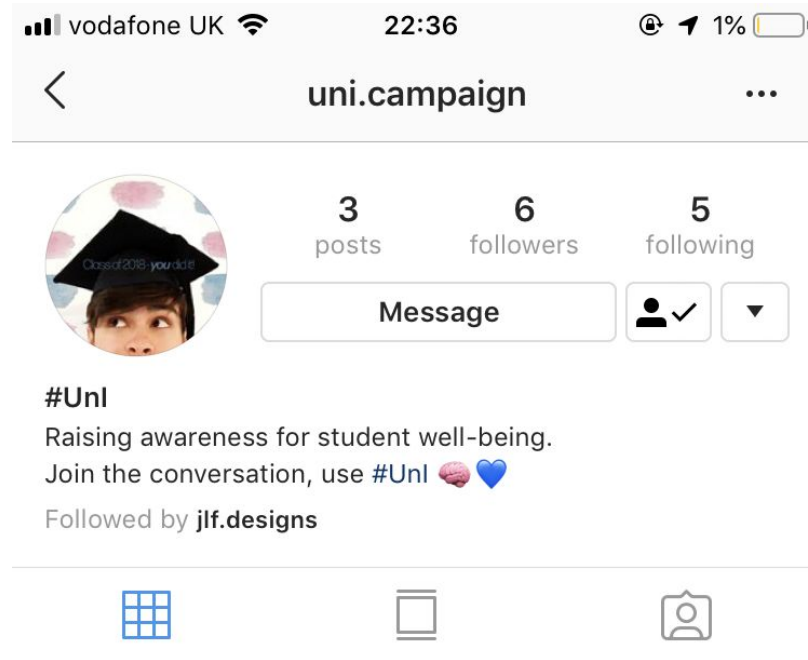 vodafone UK 22:36 1%
uni.campaign
Class of 2018 - you did it!
3 6 5
posts followers following
Message
#UnI
Raising awareness for student well-being.
Join the conversation, use #UnI 🧠💙
Followed by jlf.designs